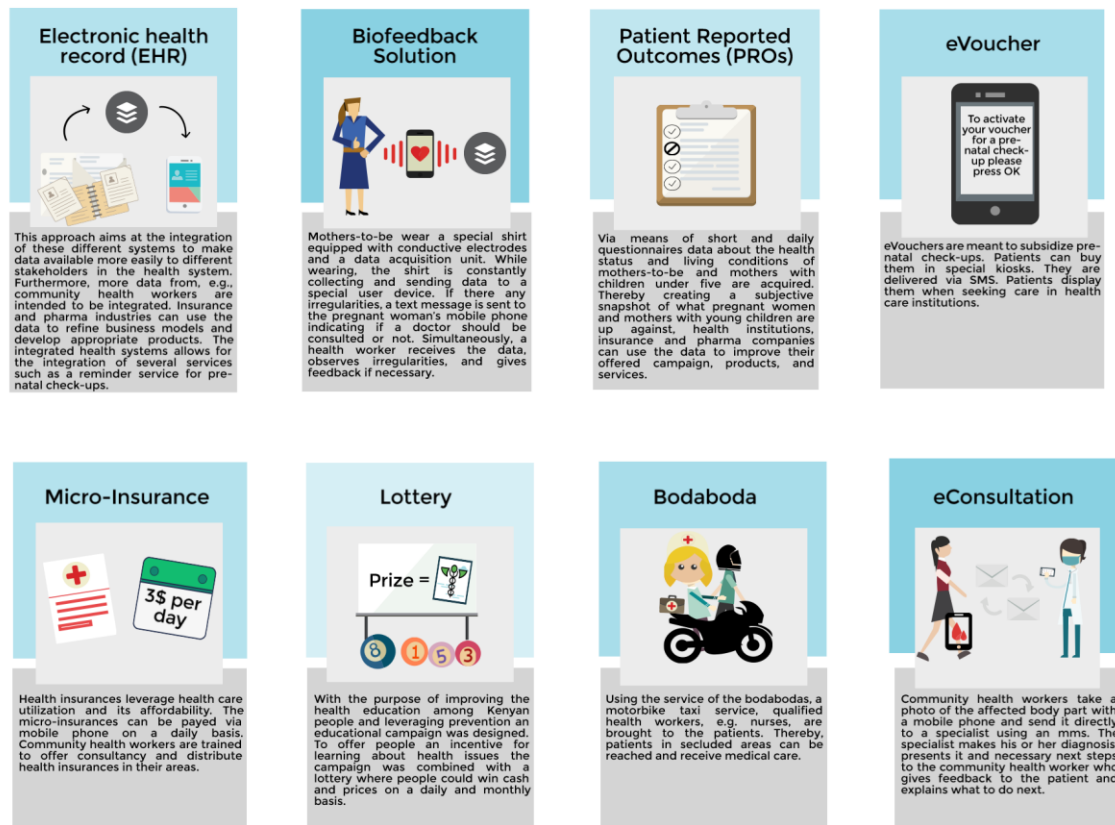 Electronic health
record (EHR)
This approach aims at the integration
of these different systems to make
data available more easily to different
stakeholders in the health system.
Furthermore, more data from, e.g.,
community health workers are
intended to be integrated. Insurance
and pharma industries can use the
data to refine business models and
develop appropriate products. The
integrated health systems allows for
the integration of several services
such as a reminder service for pre-
natal check-ups.
Biofeedback
Solution
Mothers-to-be wear a special shirt
equipped with conductive electrodes
and a data acquisition unit. While
wearing, the shirt is constantly
collecting and sending data to a
special user device. If there any
irregularities, a text message is sent to
the pregnant woman's mobile phone
indicating if a doctor should be
consulted or not. Simultaneously, a
health worker receives the data,
observes irregularities, and gives
feedback if necessary.
Patient Reported
Outcomes (PROs)
Via means of short and daily
questionnaires data about the health
status and living conditions of
mothers-to-be and mothers with
children under five are acquired.
Thereby creating a subjective
snapshot of what pregnant women
and mothers with young children are
up against, health institutions,
insurance and pharma companies
can use the data to improve their
offered campaign, products, and
services.
eVoucher
To activate
your voucher
for a pre-
natal check-
up please
press OK
eVouchers are meant to subsidize pre-
natal check-ups. Patients can buy
them in special kiosks. They are
delivered via SMS. Patients display
them when seeking care in health
care institutions.
Micro-Insurance
3$ per
day
Health insurances leverage health care
utilization and its affordability. The
micro-insurances can be payed via
mobile phone on a daily basis.
Community health workers are trained
to offer consultancy and distribute
health insurances in their areas.
Lottery
Prize =
8 1 5 3
With the purpose of improving the
health education among Kenyan
people and leveraging prevention an
educational campaign was designed.
To offer people an incentive for
learning about health issues the
campaign was combined with a
lottery where people could win cash
and prices on a daily and monthly
basis.
Bodaboda
Using the service of the bodabodas, a
motorbike taxi service, qualified
health workers, e.g. nurses, are
brought to the patients. Thereby,
patients in secluded areas can be
reached and receive medical care.
eConsultation
Community health workers take a
photo of the affected body part with
a mobile phone and send it directly
to a specialist using an mms. The
specialist makes his or her diagnosis,
presents it and necessary next steps
to the community health worker who
gives feedback to the patient and
explains what to do next.